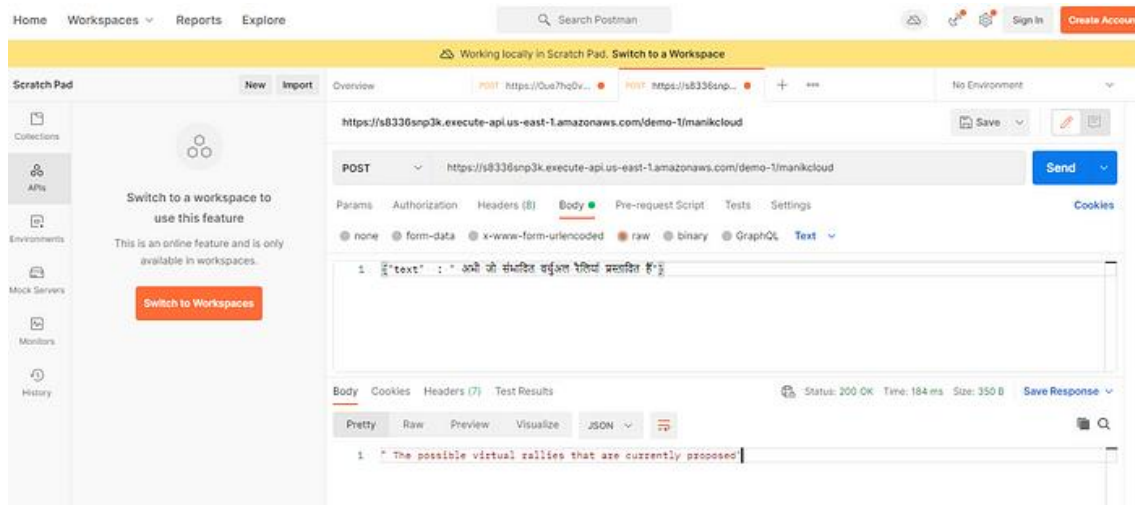 Home Workspaces Reports Explore Search Postman Sign In Create Accoun
Working locally in Scratch Pad. Switch to a Workspace
Scratch Pad New Import Overview POST https://0ua7hq0v... POST https://s8336snp... + ••• No Environment
Collections
APIs
Environments
Mock Servers
Monitors
History
Switch to a workspace to
use this feature
This is an online feature and is only
available in workspaces.
Switch to Workspaces
https://s8336snp3k.execute-api.us-east-1.amazonaws.com/demo-1/manikcloud Save
POST https://s8336snp3k.execute-api.us-east-1.amazonaws.com/demo-1/manikcloud Send
Params Authorization Headers (8) Body Pre-request Script Tests Settings Cookies
none form-data x-www-form-urlencoded raw binary GraphQL Text
1 {"text" : " अभी जो संभावित वर्चुअल रैलियां प्रस्तावित हैं"}
Body Cookies Headers (7) Test Results Status: 200 OK Time: 184 ms Size: 350 B Save Response
Pretty Raw Preview Visualize JSON
1 " The possible virtual rallies that are currently proposed"